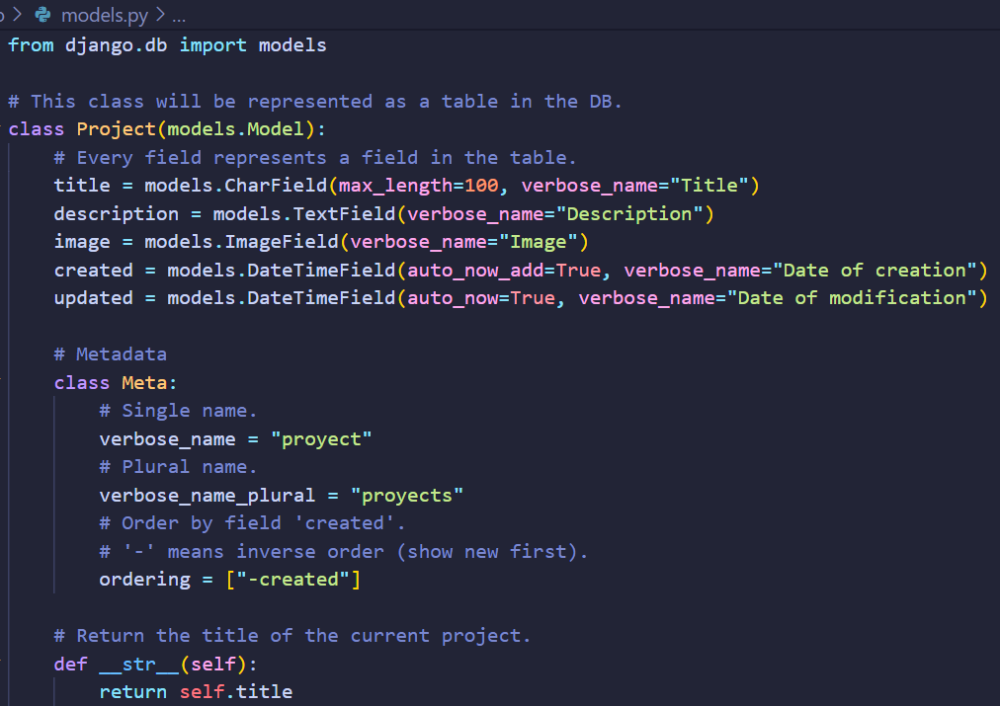 models.py > ...
from django.db import models
# This class will be represented as a table in the DB.
class Project(models.Model):
    # Every field represents a field in the table.
    title = models.CharField(max_length=100, verbose_name="Title")
    description = models.TextField(verbose_name="Description")
    image = models.ImageField(verbose_name="Image")
    created = models.DateTimeField(auto_now_add=True, verbose_name="Date of creation")
    updated = models.DateTimeField(auto_now=True, verbose_name="Date of modification")
    # Metadata
    class Meta:
        # Single name.
        verbose_name = "proyect"
        # Plural name.
        verbose_name_plural = "proyects"
        # Order by field 'created'.
        # '-' means inverse order (show new first).
        ordering = ["-created"]
    # Return the title of the current project.
    def __str__(self):
        return self.title